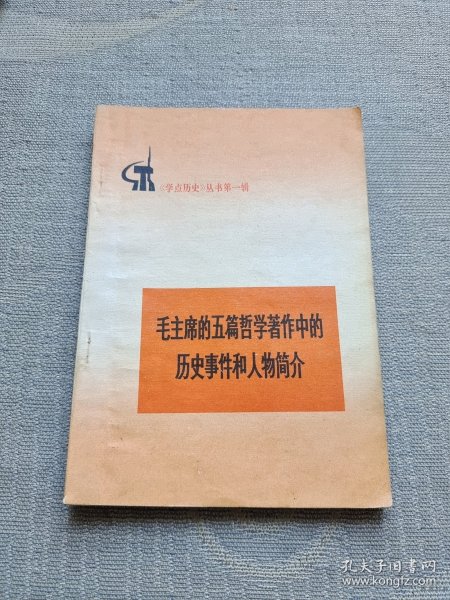 《学点历史》丛书第一辑
毛主席的五篇哲学著作中的
历史事件和人物简介
孔夫子旧书网
www.kongfz.com